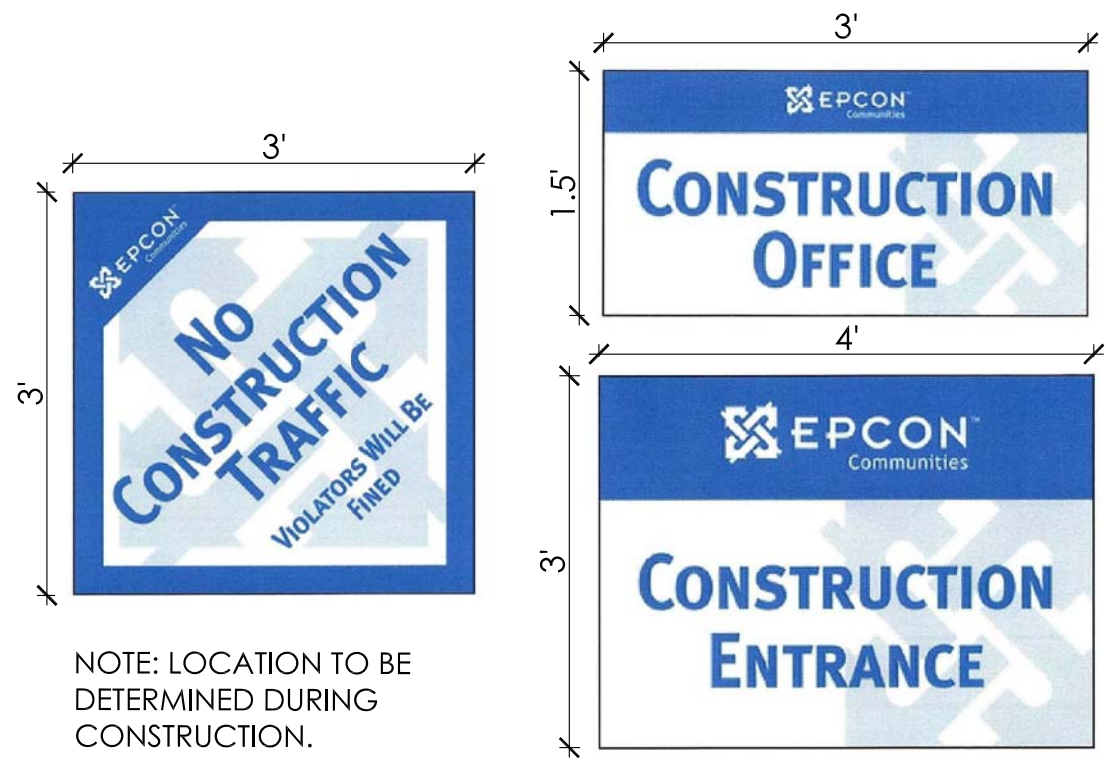 3'
3'
EPCON
Communities
NO
CONSTRUCTION
TRAFFIC
VIOLATORS WILL BE
FINED
NOTE: LOCATION TO BE
DETERMINED DURING
CONSTRUCTION.
3'
1.5'
EPCON
Communities
CONSTRUCTION
OFFICE
4'
3'
EPCON™
Communities
CONSTRUCTION
ENTRANCE